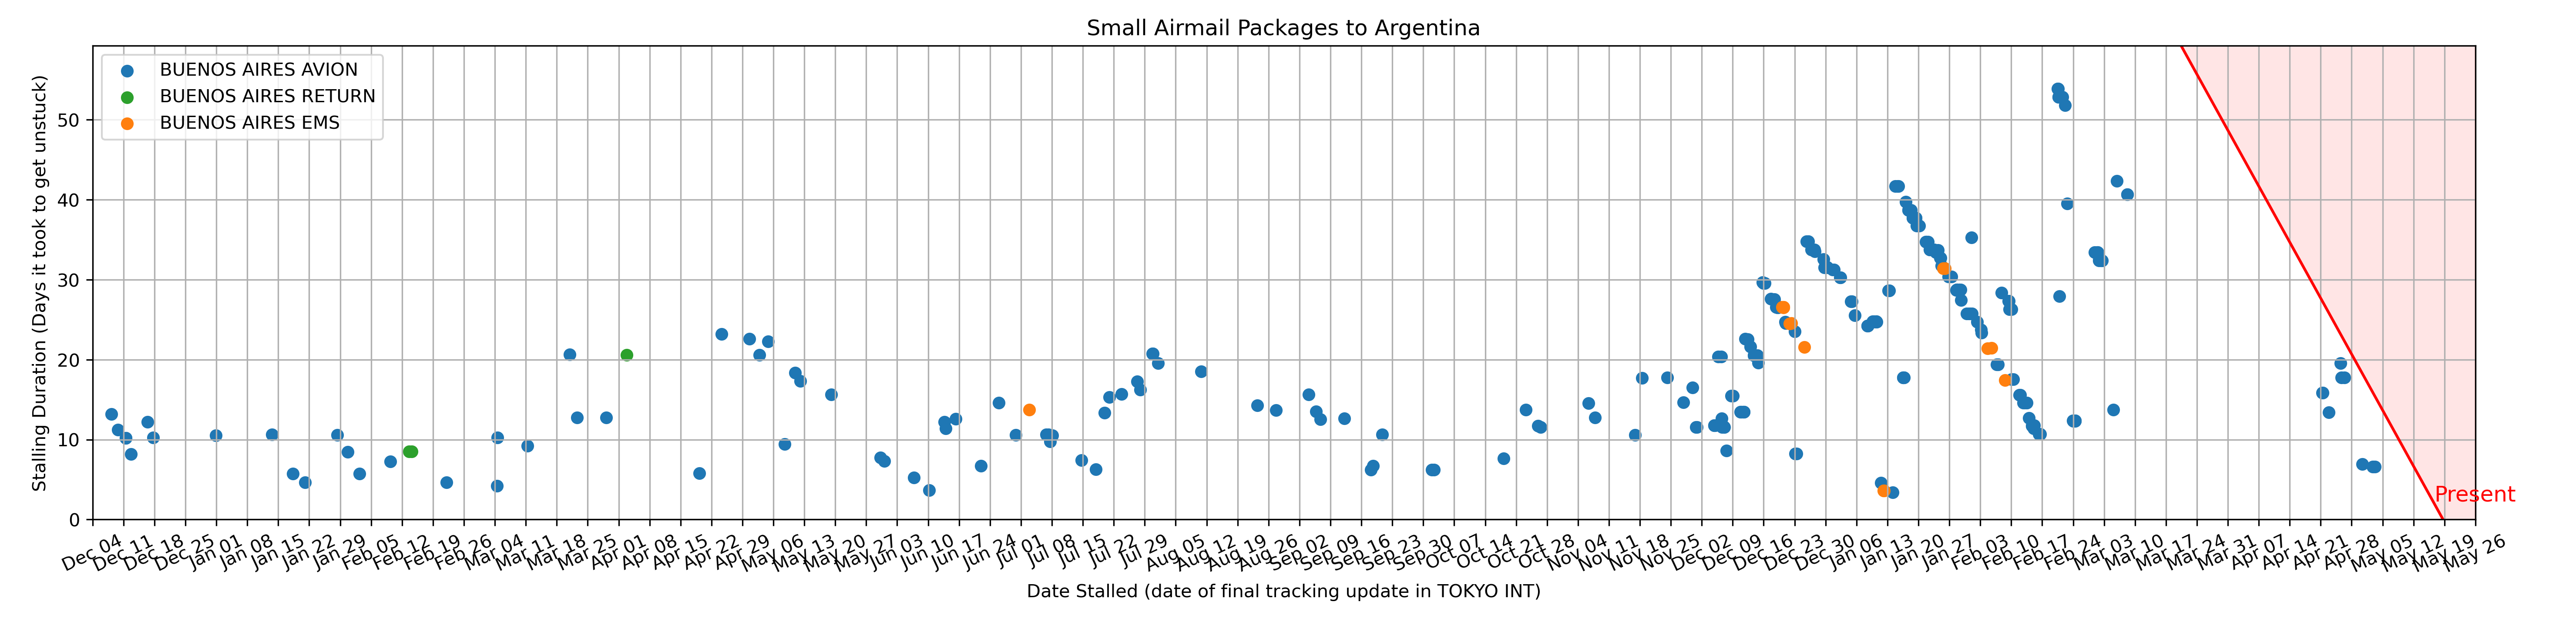 Small Airmail Packages to Argentina
BUENOS AIRES AVION
BUENOS AIRES RETURN
BUENOS AIRES EMS
Stalling Duration (Days it took to get unstuck)
50
40
30
20
10
0
Present
Dec 04
Dec 11
Dec 18
Dec 25
Jan 01
Jan 08
Jan 15
Jan 22
Jan 29
Feb 05
Feb 12
Feb 19
Feb 26
Mar 04
Mar 11
Mar 18
Mar 25
Apr 01
Apr 08
Apr 15
Apr 22
Apr 29
May 06
May 13
May 20
May 27
Jun 03
Jun 10
Jun 17
Jun 24
Jul 01
Jul 08
Jul 15
Jul 22
Jul 29
Aug 05
Aug 12
Aug 19
Aug 26
Sep 02
Sep 09
Sep 16
Sep 23
Sep 30
Oct 07
Oct 14
Oct 21
Oct 28
Nov 04
Nov 11
Nov 18
Nov 25
Dec 02
Dec 09
Dec 16
Dec 23
Dec 30
Jan 06
Jan 13
Jan 20
Jan 27
Feb 03
Feb 10
Feb 17
Feb 24
Mar 03
Mar 10
Mar 17
Mar 24
Mar 31
Apr 07
Apr 14
Apr 21
Apr 28
May 05
May 12
May 19
May 26
Date Stalled (date of final tracking update in TOKYO INT)